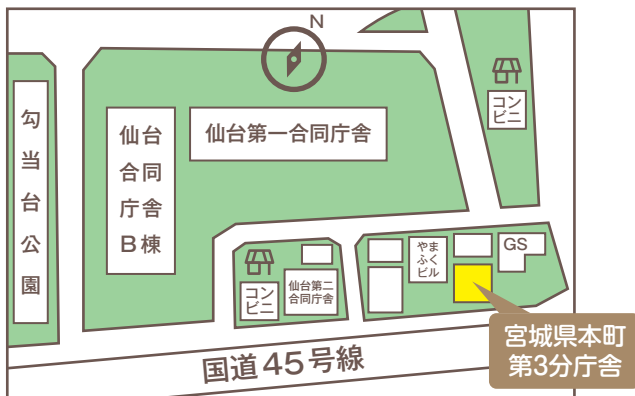 N
勾当台公園
仙台
合同
庁舎
B棟
仙台第一合同庁舎
コン
ビニ
コン
ビニ
仙台第二
合同庁舎
やま
ふく
ビル
GS
国道45号線
宮城県本町
第3分庁舎